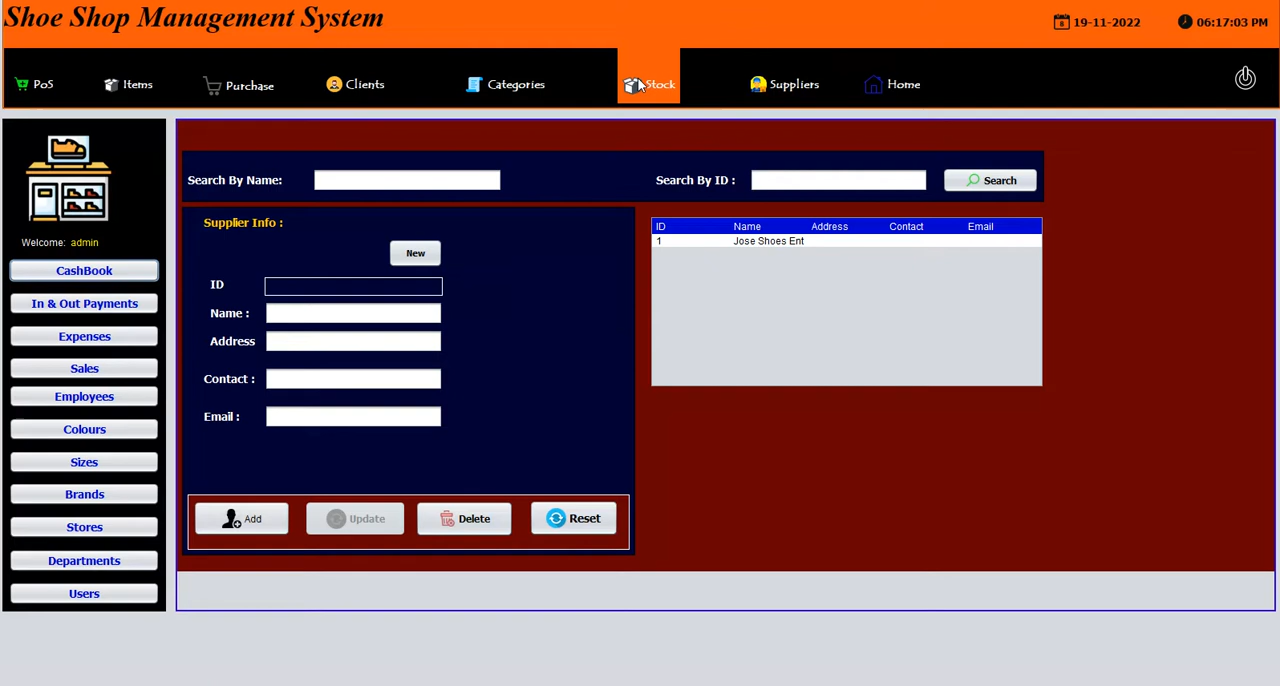 Shoe Shop Management System
19-11-2022 06:17:03 PM
PoS Items Purchase Clients Categories Stock Suppliers Home
Welcome: admin
CashBook
In & Out Payments
Expenses
Sales
Employees
Colours
Sizes
Brands
Stores
Departments
Users
Search By Name: Search By ID : Search
Supplier Info :
New
ID
Name :
Address
Contact :
Email :
Add Update Delete Reset
ID Name Address Contact Email
1 Jose Shoes Ent